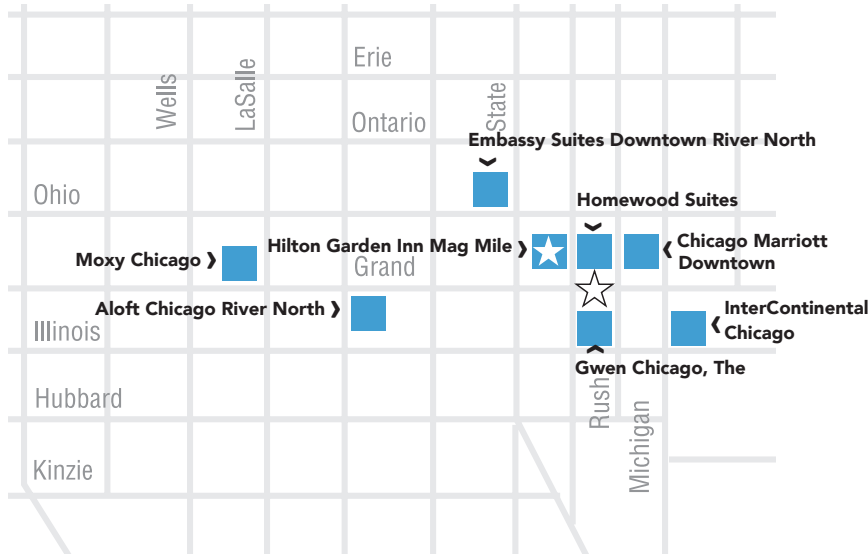 Erie
Wells
LaSalle
State
Ontario
Embassy Suites Downtown River North
Ohio
Homewood Suites
Hilton Garden Inn Mag Mile
Chicago Marriott
Downtown
Moxy Chicago
Grand
Aloft Chicago River North
InterContinental
Chicago
Illinois
Gwen Chicago, The
Rush
Hubbard
Michigan
Kinzie